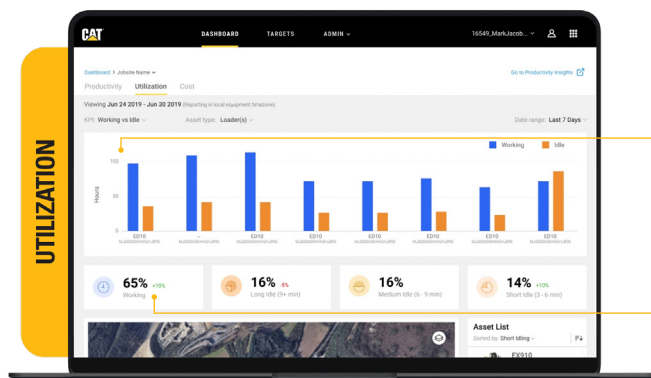 UTILIZATION
CAT
DASHBOARD TARGETS ADMIN
16549_MarkJacob...
Dashboard > Jobsite Name
Go to Productivity Insights
Productivity Utilization Cost
Viewing Jun 24 2019 - Jun 30 2019 (Reporting in local equipment timezone)
KPI: Working vs Idle
Asset type: Loader(s)
Date range: Last 7 Days
Working Idle
Hours
100
50
0
ED10 -- ED10 ED10 ED10 ED10 ED10 ED10
65% +10%
Working
16% -5%
Long Idle (9+ min)
16%
Medium Idle (6 - 9 min)
14% +10%
Short Idle (3 - 6 min)
Asset List
Sorted by: Short Idling
FX910